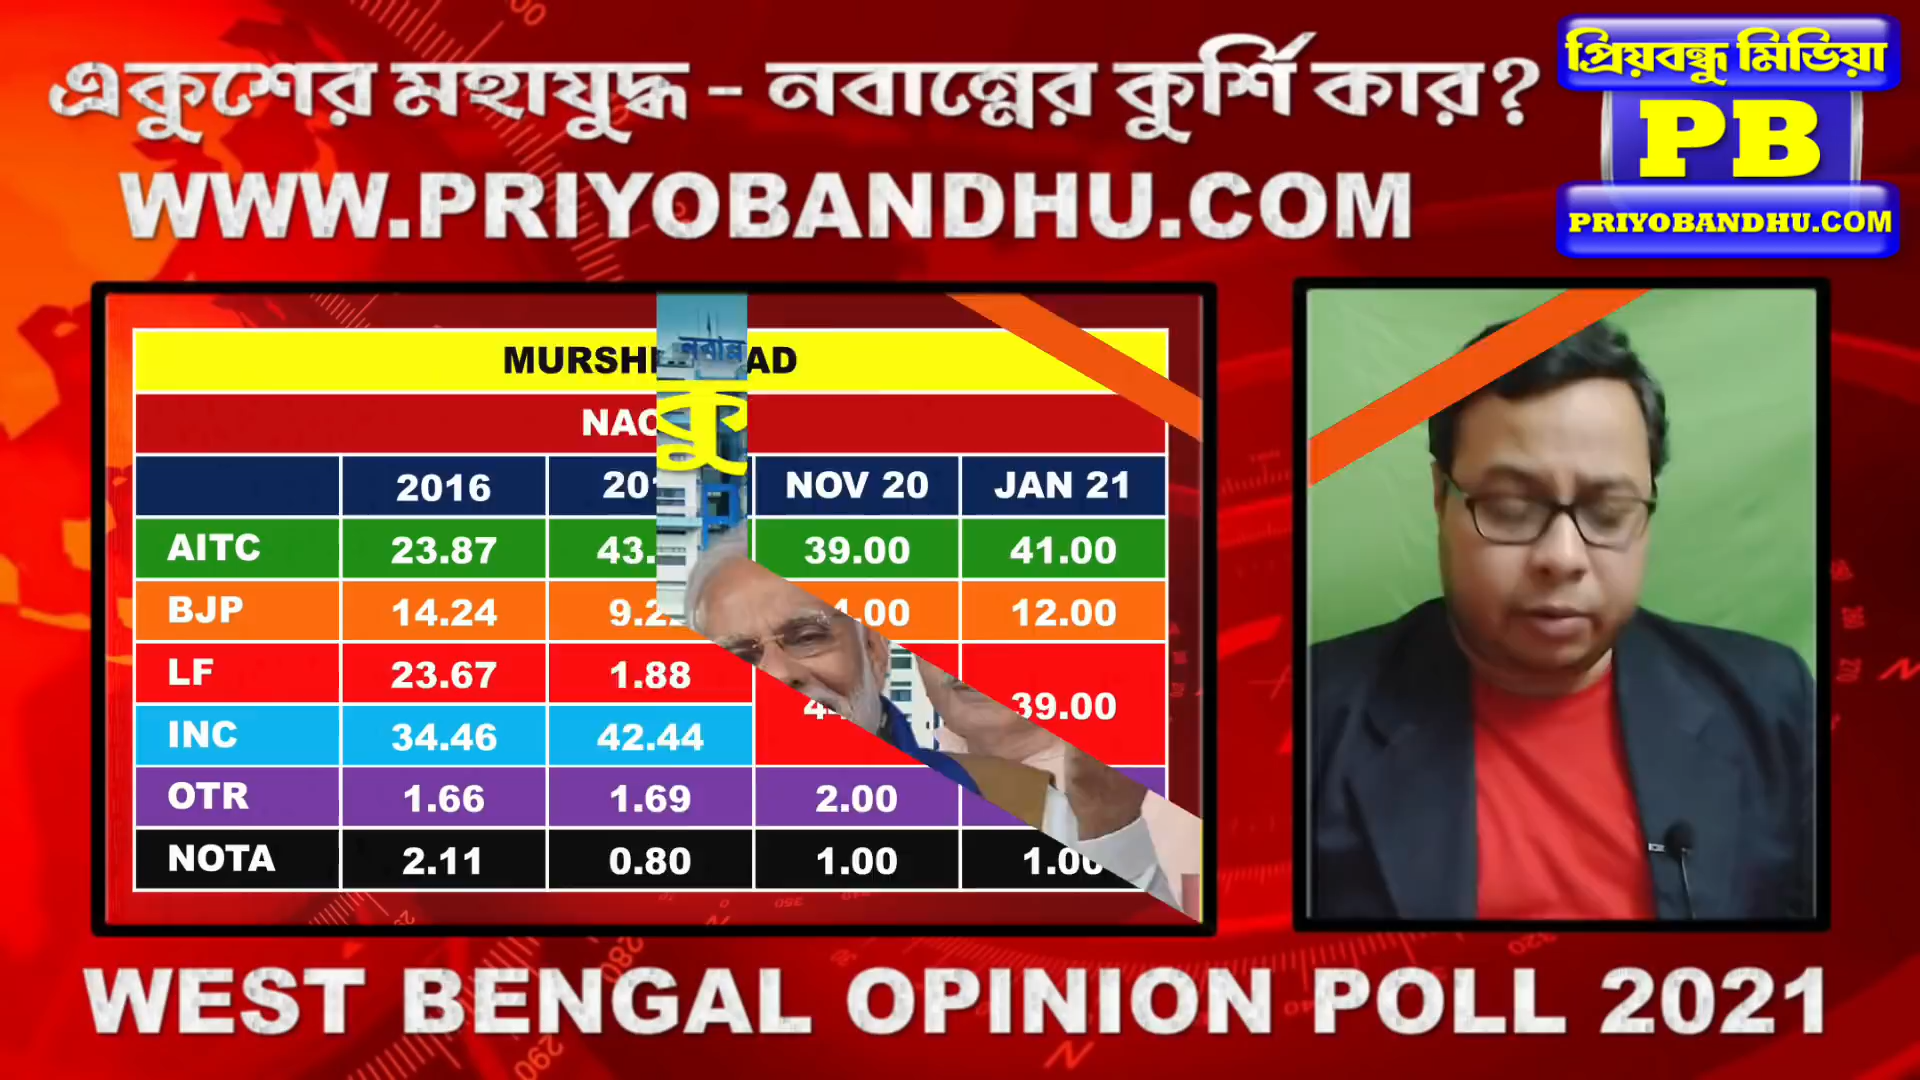 একুশের মহাযুদ্ধ - নবান্নের কুর্শি কার?
WWW.PRIYOBANDHU.COM
প্রিয়বন্ধু মিডিয়া
PB
PRIYOBANDHU.COM
নবান্ন
কু
2016 NOV 20 JAN 21
AITC 23.87 39.00 41.00
BJP 14.24 12.00
LF 23.67 1.88
39.00
INC 34.46 42.44
OTR 1.66 1.69 2.00
NOTA 2.11 0.80 1.00 1.00
WEST BENGAL OPINION POLL 2021